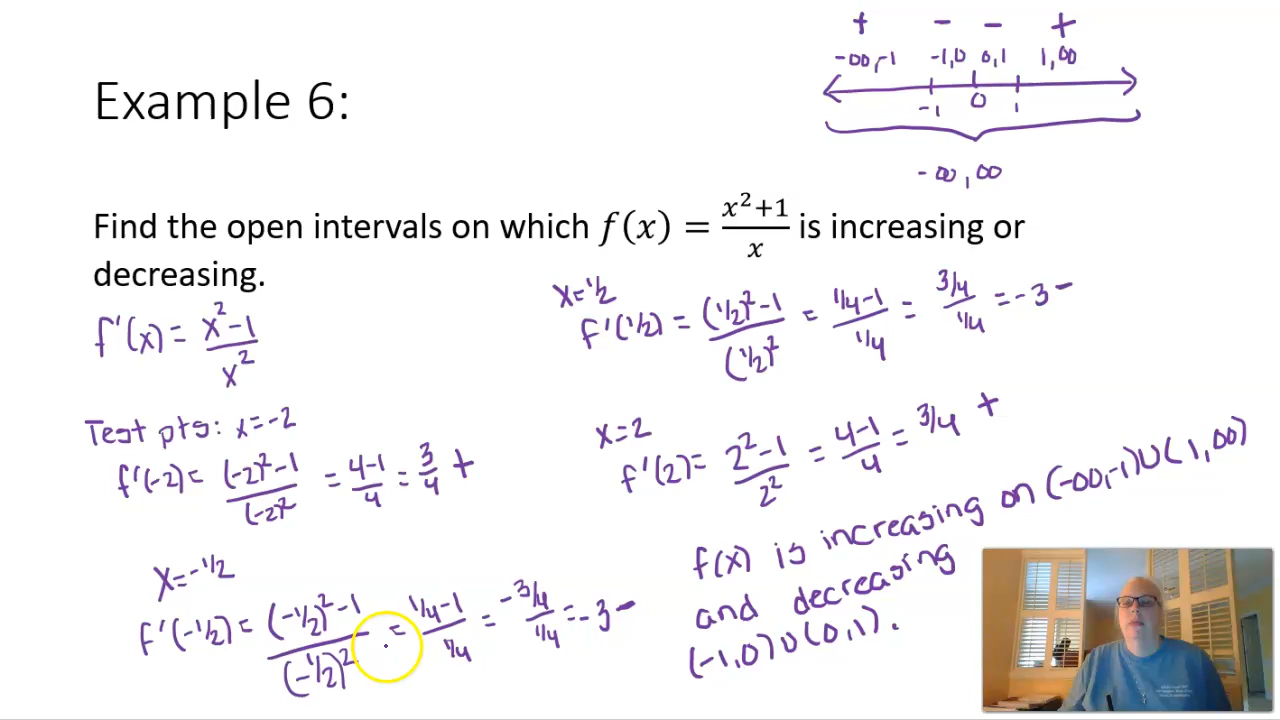 Example 6:
+ − − +
-∞,-1 -1,0 0,1 1,∞
-1 0 1
-∞,∞
Find the open intervals on which f(x) = (x²+1)/x is increasing or
decreasing.
f'(x) = (x²-1)/x²
Test pts: x=-2
f'(-2) = ((-2)²-1)/(-2)² = (4-1)/4 = 3/4 +
x=-1/2
f'(-1/2) = ((-1/2)²-1)/(-1/2)² = (1/4-1)/(1/4) = (-3/4)/(1/4) = -3 −
x=1/2
f'(1/2) = ((1/2)²-1)/(1/2)² = (1/4-1)/(1/4) = (3/4)/(1/4) = -3 −
x=2
f'(2) = (2²-1)/2² = (4-1)/4 = 3/4 +
f(x) is increasing on (-∞,-1)∪(1,∞)
and decreasing
(-1,0)∪(0,1).